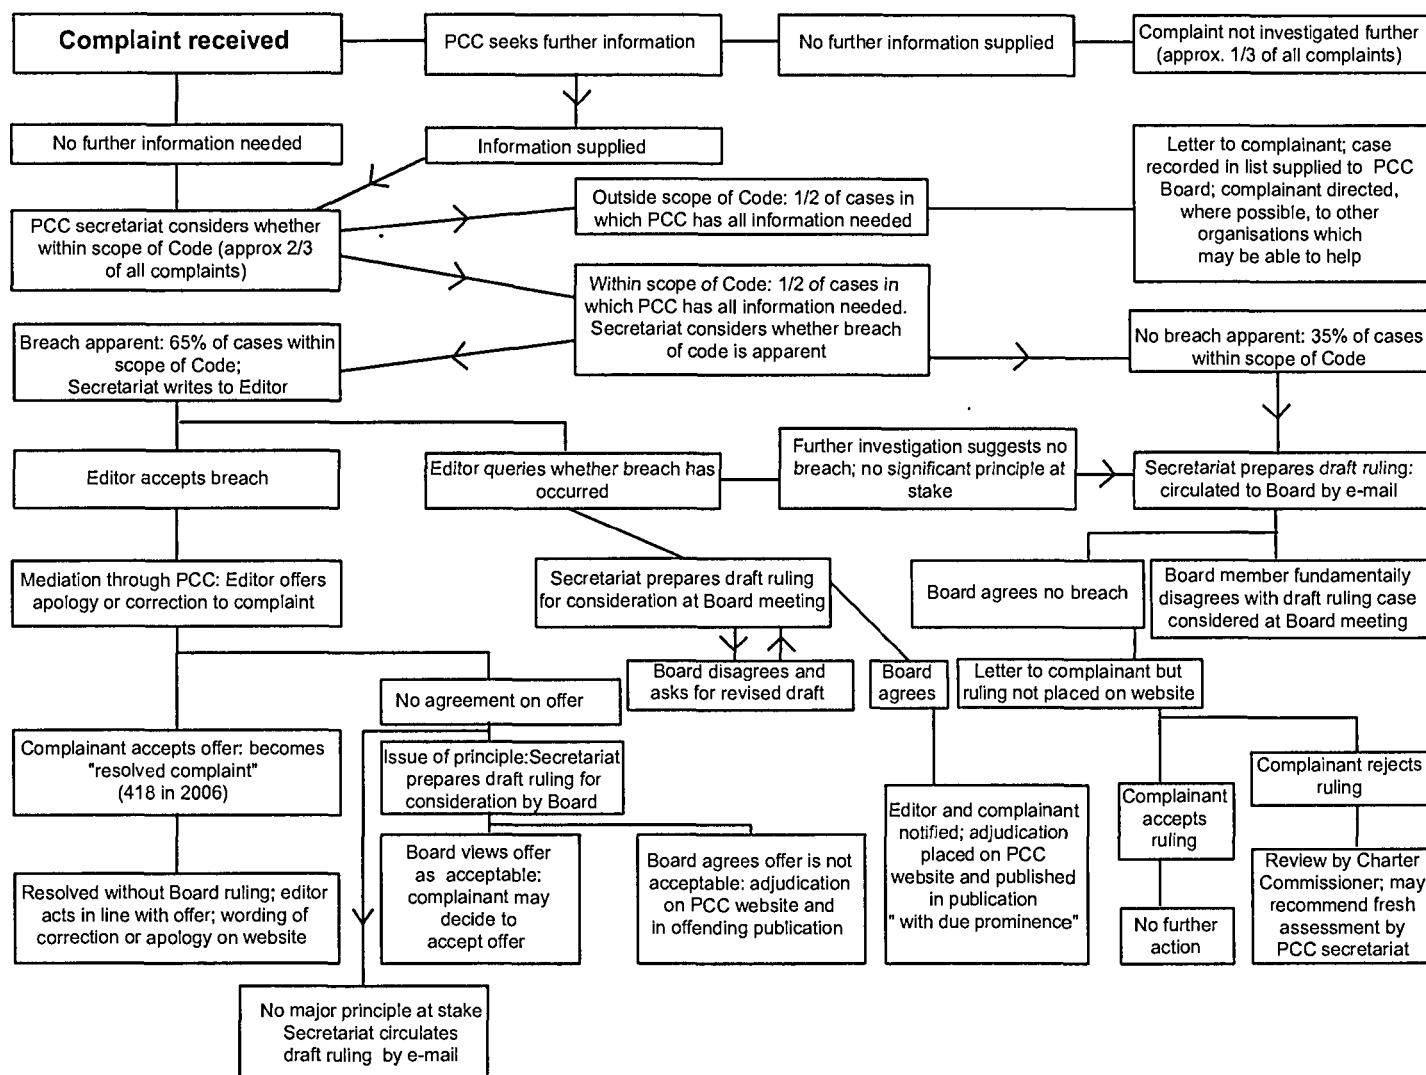 Complaint received
PCC seeks further information
No further information supplied
Complaint not investigated further
(approx. 1/3 of all complaints)
No further information needed
Information supplied
Letter to complainant; case
recorded in list supplied to PCC
Board; complainant directed,
where possible, to other
organisations which
may be able to help
Outside scope of Code: 1/2 of cases in
which PCC has all information needed
PCC secretariat considers whether
within scope of Code (approx 2/3
of all complaints)
Within scope of Code: 1/2 of cases in
which PCC has all information needed.
Secretariat considers whether breach
of code is apparent
Breach apparent: 65% of cases within
scope of Code;
Secretariat writes to Editor
No breach apparent: 35% of cases
within scope of Code
Editor accepts breach
Editor queries whether breach has
occurred
Further investigation suggests no
breach; no significant principle at
stake
Secretariat prepares draft ruling:
circulated to Board by e-mail
Mediation through PCC: Editor offers
apology or correction to complaint
Secretariat prepares draft ruling
for consideration at Board meeting
Board agrees no breach
Board member fundamentally
disagrees with draft ruling case
considered at Board meeting
No agreement on offer
Board disagrees and
asks for revised draft
Board
agrees
Letter to complainant but
ruling not placed on website
Complainant accepts offer: becomes
"resolved complaint"
(418 in 2006)
Issue of principle:Secretariat
prepares draft ruling for
consideration by Board
Complainant
accepts
ruling
Complainant rejects
ruling
Resolved without Board ruling; editor
acts in line with offer; wording of
correction or apology on website
Board views offer
as acceptable:
complainant may
decide to
accept offer
Board agrees offer is not
acceptable: adjudication
on PCC website and
in offending publication
Editor and complainant
notified; adjudication
placed on PCC
website and published
in publication
" with due prominence"
No further
action
Review by Charter
Commissioner; may
recommend fresh
assessment by
PCC secretariat
No major principle at stake
Secretariat circulates
draft ruling by e-mail